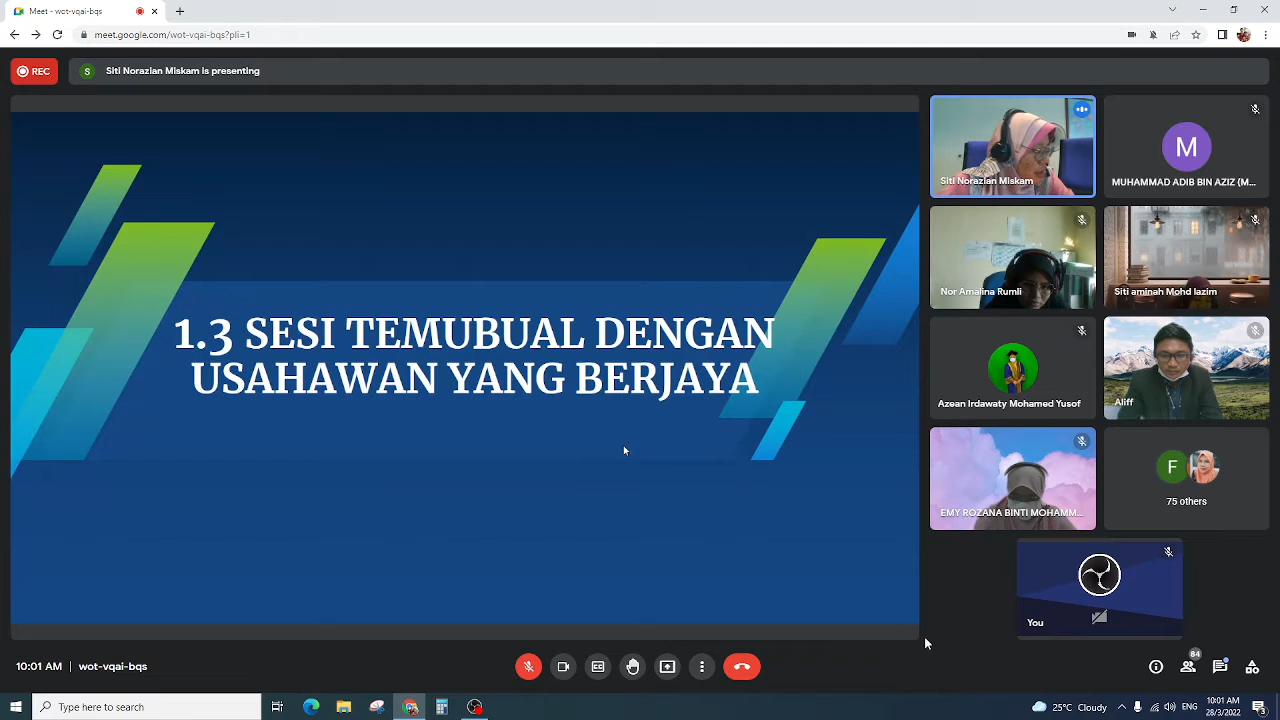 Meet - wot-vqai-bqs
meet.google.com/wot-vqai-bqs?pli=1
REC
S
Siti Norazian Miskam is presenting
1.3 SESI TEMUBUAL DENGAN
USAHAWAN YANG BERJAYA
Siti Norazian Miskam
M
MUHAMMAD ADIB BIN AZIZ (M...
Nor Amalina Rumli
Siti aminah Mohd lazim
Azean Irdawaty Mohamed Yusof
Aliff
EMY ROZANA BINTI MOHAMM...
F
75 others
You
10:01 AM | wot-vqai-bqs
84
Type here to search
25°C Cloudy
10:01 AM
28/3/2022
3